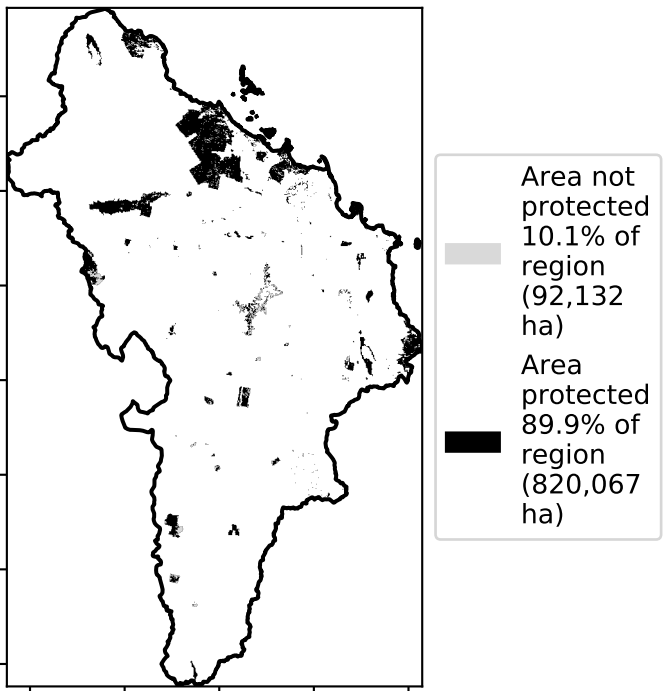 Area not
protected
10.1% of
region
(92,132
ha)
Area
protected
89.9% of
region
(820,067
ha)